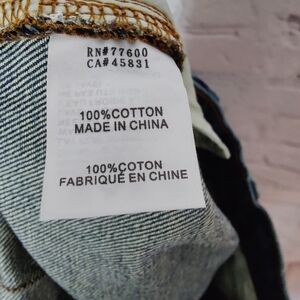 RN#77600
CA#45831
100%COTTON
MADE IN CHINA
100%COTON
FABRIQUÉ EN CHINE